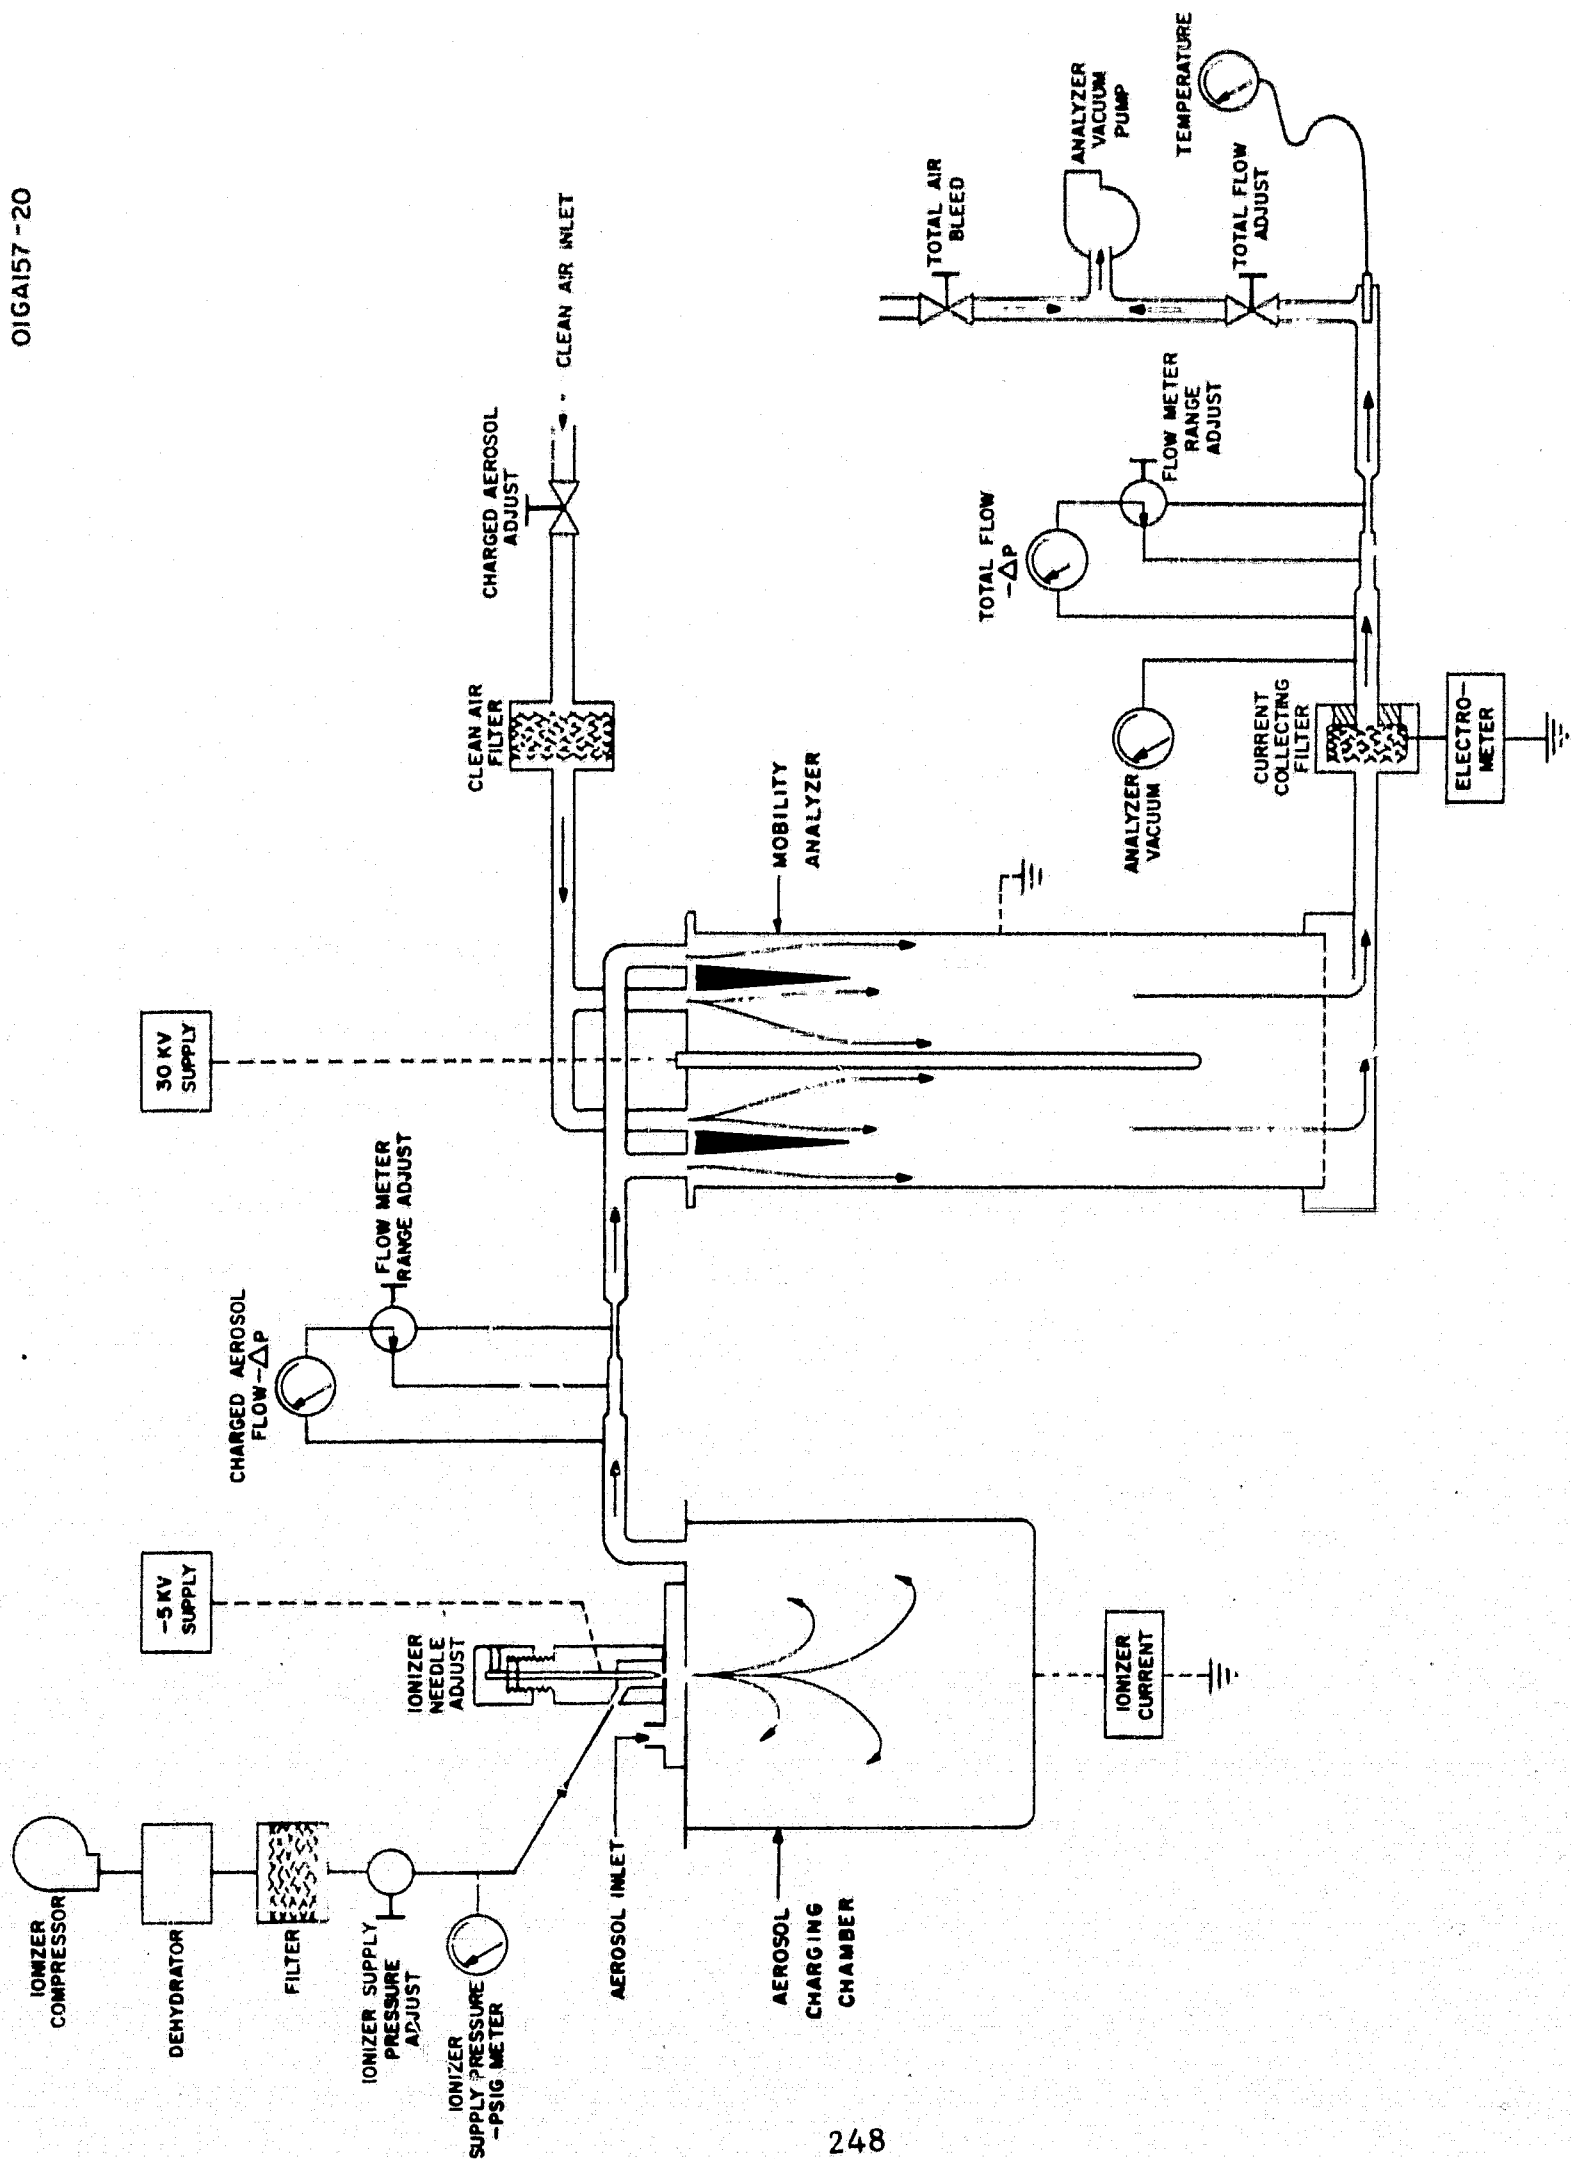 01GA157-20
IONIZER
COMPRESSOR
DEHYDRATOR
FILTER
IONIZER SUPPLY
PRESSURE
ADJUST
IONIZER
SUPPLY PRESSURE
-PSIG METER
-5KV
SUPPLY
IONIZER
NEEDLE
ADJUST
AEROSOL INLET
AEROSOL
CHARGING
CHAMBER
IONIZER
CURRENT
CHARGED AEROSOL
FLOW-ΔP
FLOW METER
RANGE ADJUST
30 KV
SUPPLY
CLEAN AIR
FILTER
CHARGED AEROSOL
ADJUST
CLEAN AIR INLET
MOBILITY
ANALYZER
ANALYZER
VACUUM
CURRENT
COLLECTING
FILTER
ELECTRO-
METER
TOTAL FLOW
-ΔP
FLOW METER
RANGE
ADJUST
TOTAL AIR
BLEED
ANALYZER
VACUUM
PUMP
TOTAL FLOW
ADJUST
TEMPERATURE
248